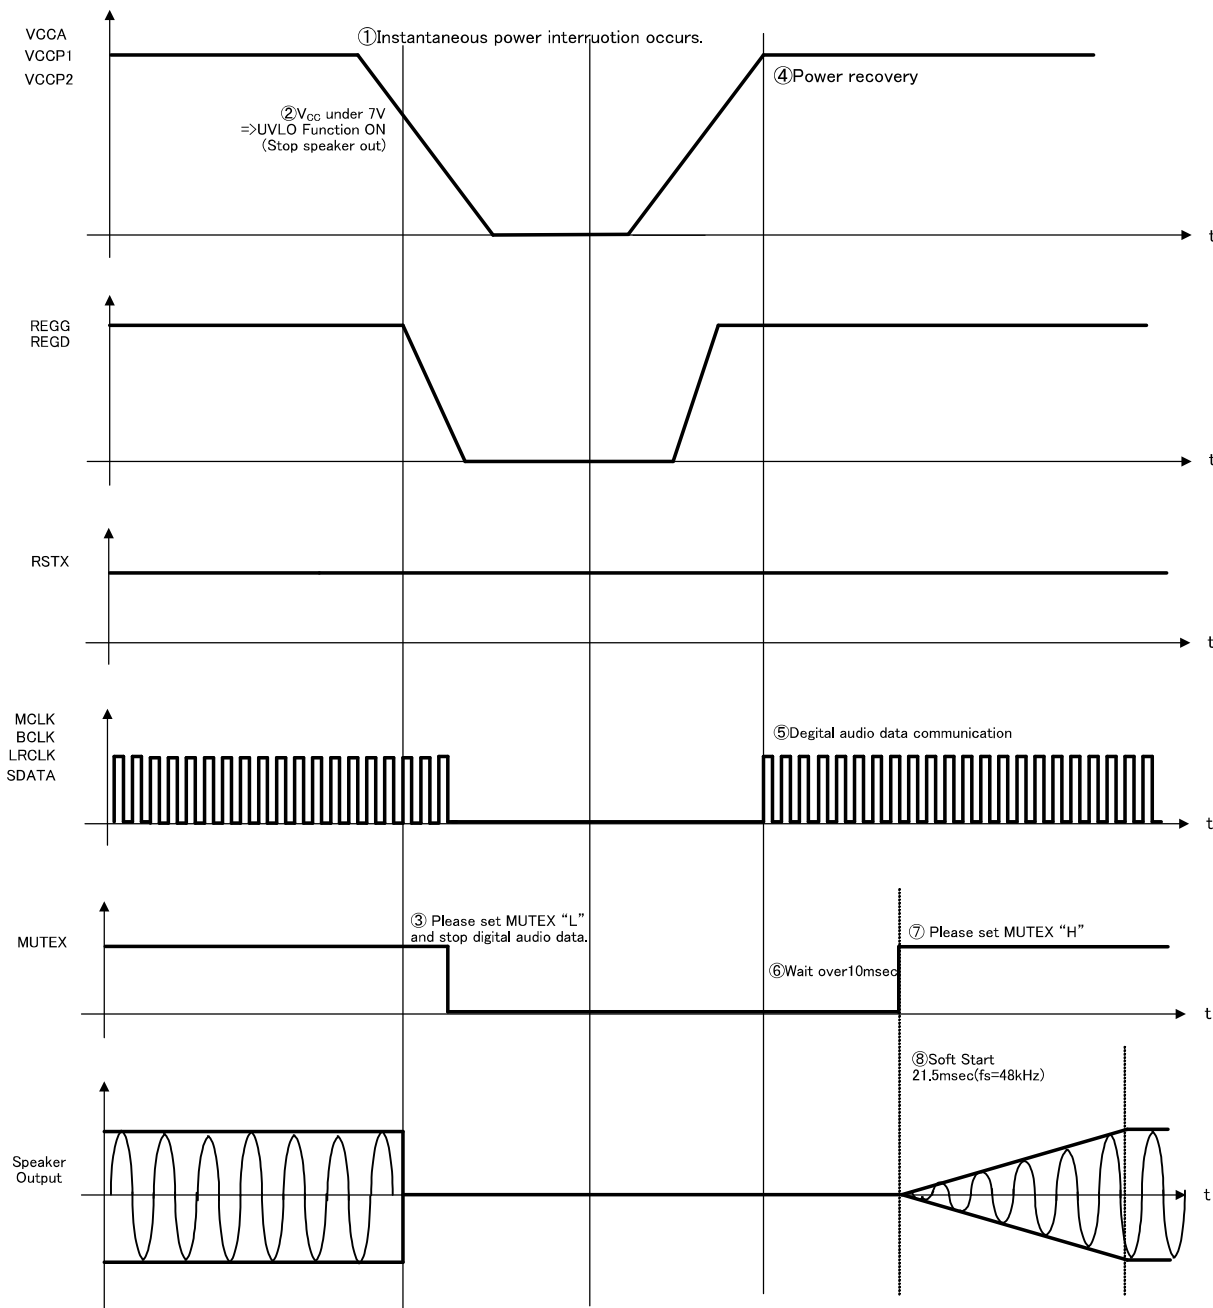 VCCA
VCCP1
VCCP2
①Instantaneous power interruotion occurs.
②VCC under 7V
=>UVLO Function ON
(Stop speaker out)
④Power recovery
t
REGG
REGD
t
RSTX
t
MCLK
BCLK
LRCLK
SDATA
⑤Degital audio data communication
t
MUTEX
③ Please set MUTEX “L”
and stop digital audio data.
⑥Wait over10msec
⑦ Please set MUTEX “H”
t
⑧Soft Start
21.5msec(fs=48kHz)
Speaker
Output
t